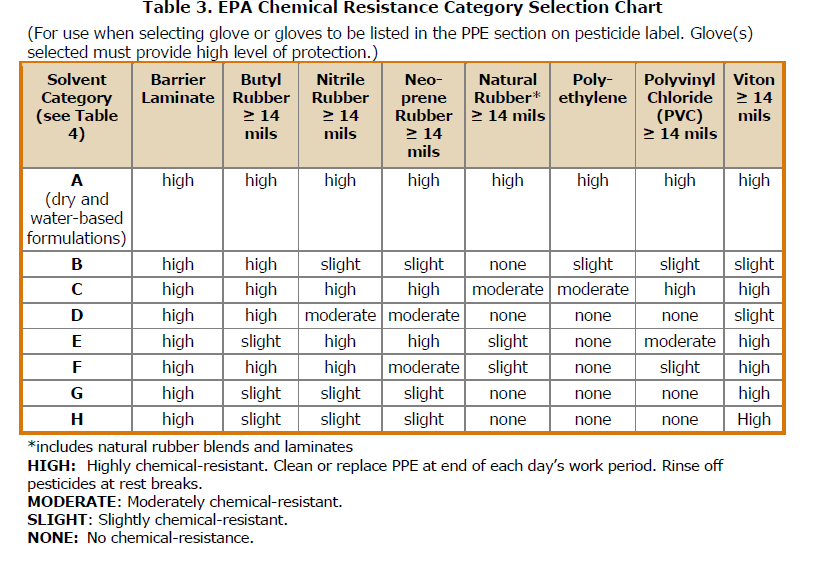 Table 3. EPA Chemical Resistance Category Selection Chart
(For use when selecting glove or gloves to be listed in the PPE section on pesticide label. Glove(s)
selected must provide high level of protection.)
Solvent Category (see Table 4) Barrier Laminate Butyl Rubber ≥ 14 mils Nitrile Rubber ≥ 14 mils Neo-prene Rubber ≥ 14 mils Natural Rubber* ≥ 14 mils Poly-ethylene Polyvinyl Chloride (PVC) ≥ 14 mils Viton ≥ 14 mils
A (dry and water-based formulations) high high high high high high high high
B high high slight slight none slight slight slight
C high high high high moderate moderate high high
D high high moderate moderate none none none slight
E high slight high high slight none moderate high
F high high high moderate slight none slight high
G high slight slight slight none none none high
H high slight slight slight none none none High
*includes natural rubber blends and laminates
HIGH: Highly chemical-resistant. Clean or replace PPE at end of each day's work period. Rinse off
pesticides at rest breaks.
MODERATE: Moderately chemical-resistant.
SLIGHT: Slightly chemical-resistant.
NONE: No chemical-resistance.